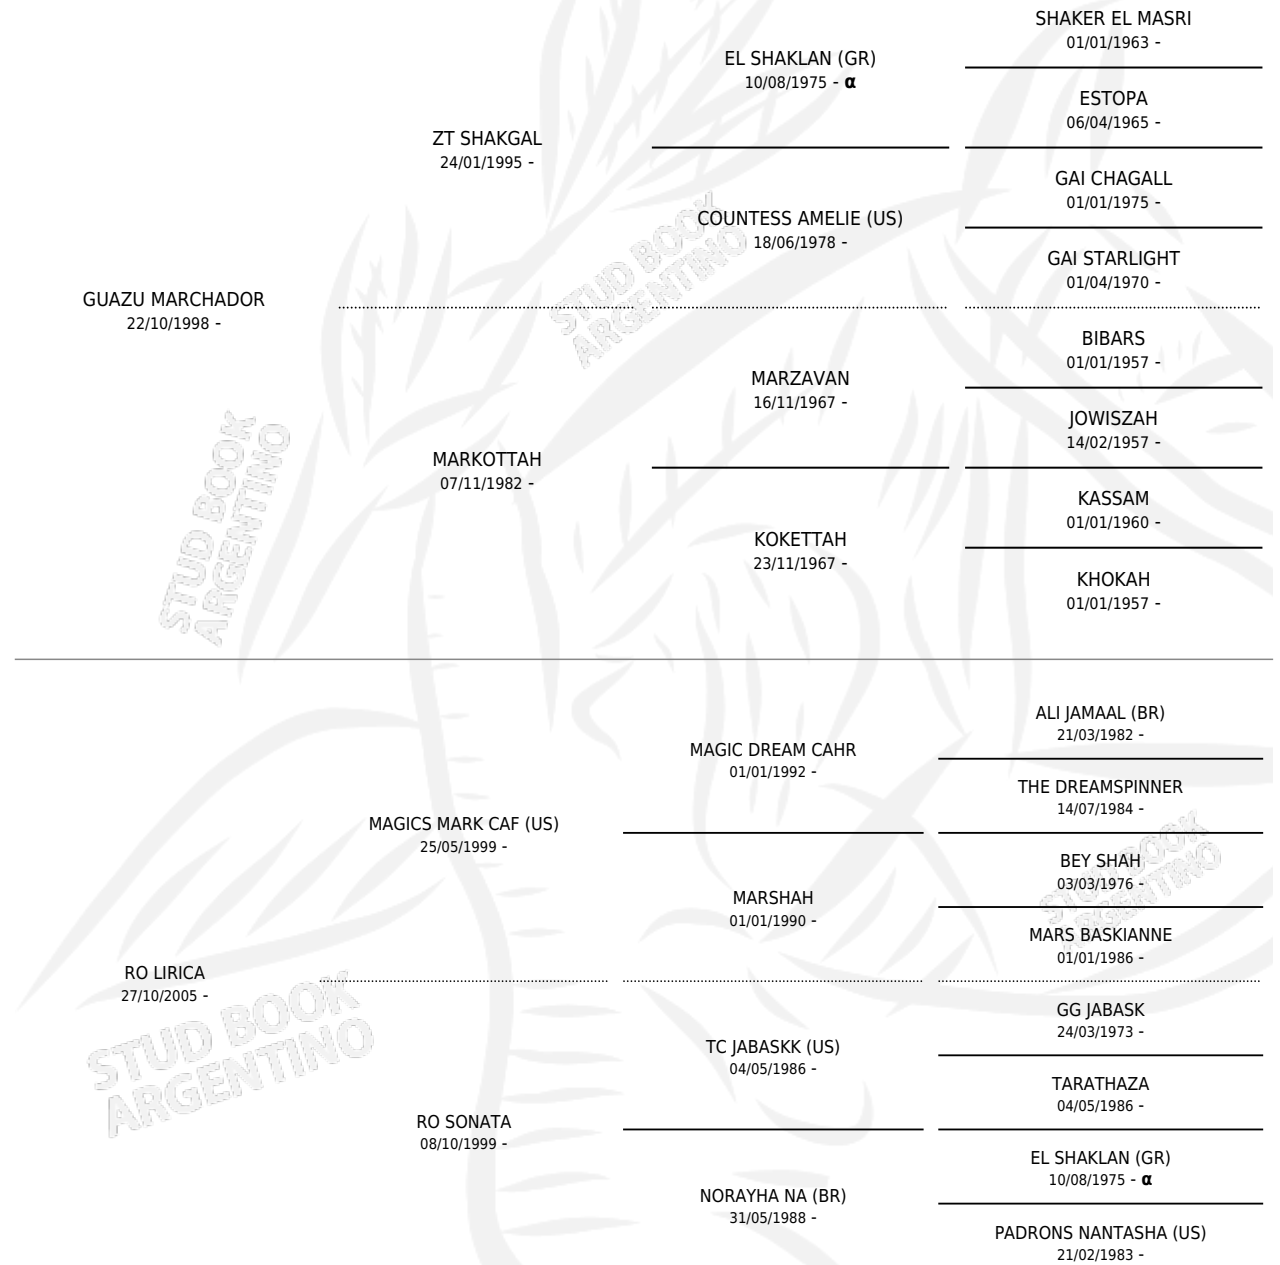 SHAKER EL MASRI
01/01/1963 -
EL SHAKLAN (GR)
10/08/1975 - α
ESTOPA
06/04/1965 -
ZT SHAKGAL
24/01/1995 -
GAI CHAGALL
01/01/1975 -
COUNTESS AMELIE (US)
18/06/1978 -
GAI STARLIGHT
01/04/1970 -
GUAZU MARCHADOR
22/10/1998 -
BIBARS
01/01/1957 -
MARZAVAN
16/11/1967 -
JOWISZAH
14/02/1957 -
MARKOTTAH
07/11/1982 -
KASSAM
01/01/1960 -
KOKETTAH
23/11/1967 -
KHOKAH
01/01/1957 -
ALI JAMAAL (BR)
21/03/1982 -
MAGIC DREAM CAHR
01/01/1992 -
THE DREAMSPINNER
14/07/1984 -
MAGICS MARK CAF (US)
25/05/1999 -
BEY SHAH
03/03/1976 -
MARSHAH
01/01/1990 -
MARS BASKIANNE
01/01/1986 -
RO LIRICA
27/10/2005 -
GG JABASK
24/03/1973 -
TC JABASKK (US)
04/05/1986 -
TARATHAZA
04/05/1986 -
RO SONATA
08/10/1999 -
EL SHAKLAN (GR)
10/08/1975 - α
NORAYHA NA (BR)
31/05/1988 -
PADRONS NANTASHA (US)
21/02/1983 -
STUD BOOK
ARGENTINO
STUD BOOK
ARGENTINO
STUD BOOK
ARGENTINO
STUD BOOK
ARGENTINO